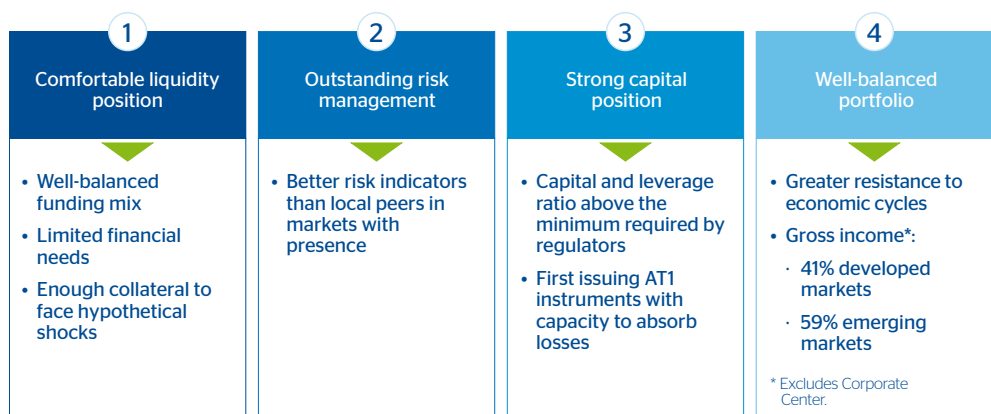 1
Comfortable liquidity
position
• Well-balanced
funding mix
• Limited financial
needs
• Enough collateral to
face hypothetical
shocks
2
Outstanding risk
management
• Better risk indicators
than local peers in
markets with
presence
3
Strong capital
position
• Capital and leverage
ratio above the
minimum required by
regulators
• First issuing AT1
instruments with
capacity to absorb
losses
4
Well-balanced
portfolio
• Greater resistance to
economic cycles
• Gross income*:
· 41% developed
markets
· 59% emerging
markets
* Excludes Corporate
Center.